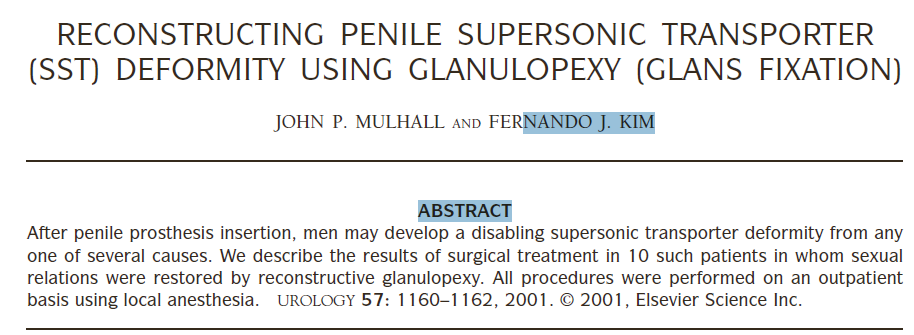 RECONSTRUCTING PENILE SUPERSONIC TRANSPORTER
(SST) DEFORMITY USING GLANULOPEXY (GLANS FIXATION)
JOHN P. MULHALL AND FERNANDO J. KIM
ABSTRACT
After penile prosthesis insertion, men may develop a disabling supersonic transporter deformity from any
one of several causes. We describe the results of surgical treatment in 10 such patients in whom sexual
relations were restored by reconstructive glanulopexy. All procedures were performed on an outpatient
basis using local anesthesia. UROLOGY 57: 1160–1162, 2001. © 2001, Elsevier Science Inc.